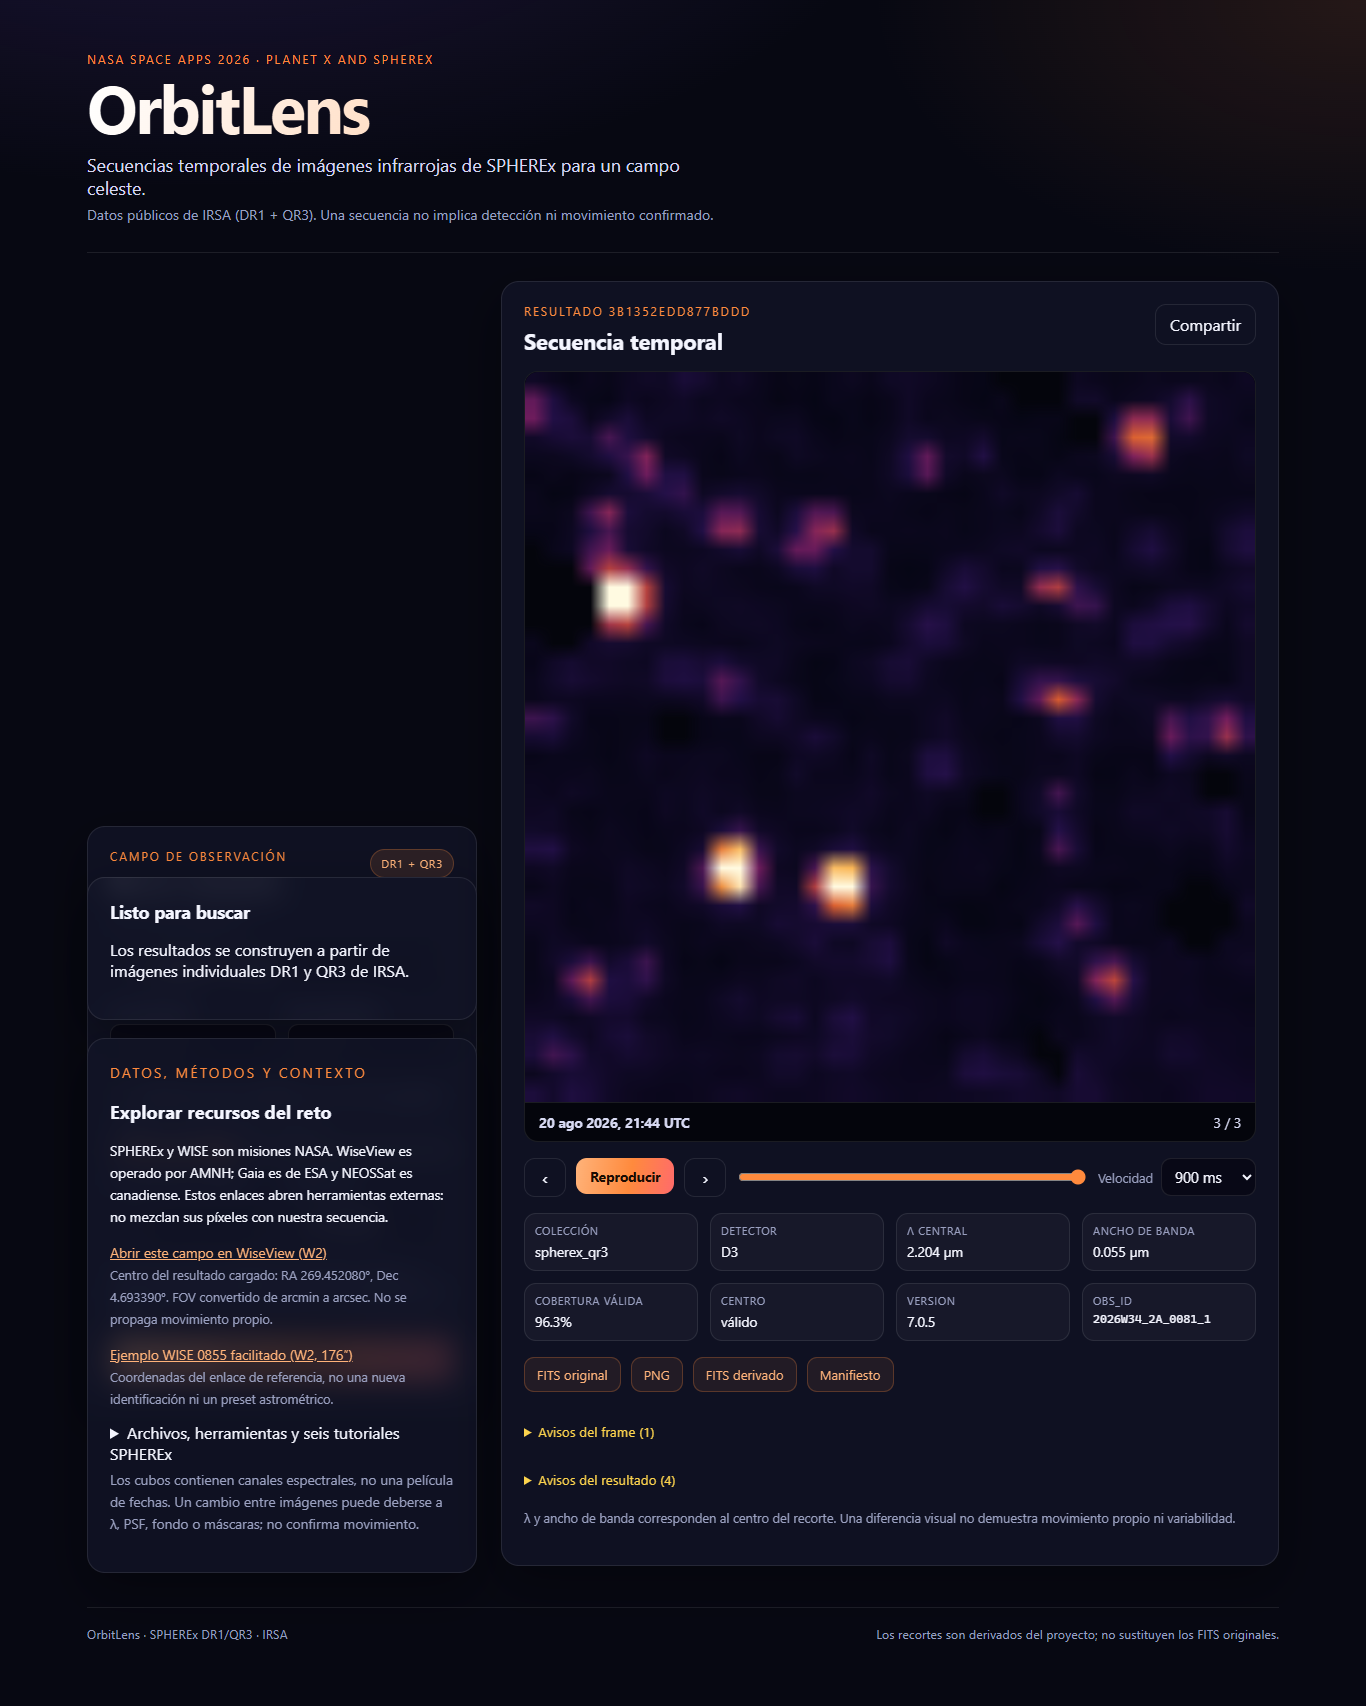 NASA SPACE APPS 2026 · PLANET X AND SPHEREX
OrbitLens
Secuencias temporales de imágenes infrarrojas de SPHEREx para un campo
celeste.
Datos públicos de IRSA (DR1 + QR3). Una secuencia no implica detección ni movimiento confirmado.
CAMPO DE OBSERVACIÓN
DR1 + QR3
Listo para buscar
Los resultados se construyen a partir de
imágenes individuales DR1 y QR3 de IRSA.
DATOS, MÉTODOS Y CONTEXTO
Explorar recursos del reto
SPHEREx y WISE son misiones NASA. WiseView es
operado por AMNH; Gaia es de ESA y NEOSSat es
canadiense. Estos enlaces abren herramientas externas:
no mezclan sus píxeles con nuestra secuencia.
Abrir este campo en WiseView (W2)
Centro del resultado cargado: RA 269.452080°, Dec
4.693390°. FOV convertido de arcmin a arcsec. No se
propaga movimiento propio.
Ejemplo WISE 0855 facilitado (W2, 176″)
Coordenadas del enlace de referencia, no una nueva
identificación ni un preset astrométrico.
▶ Archivos, herramientas y seis tutoriales
SPHEREx
Los cubos contienen canales espectrales, no una película
de fechas. Un cambio entre imágenes puede deberse a
λ, PSF, fondo o máscaras; no confirma movimiento.
RESULTADO 3B1352EDD877BDDD
Secuencia temporal
Compartir
20 ago 2026, 21:44 UTC
3 / 3
‹
Reproducir
›
Velocidad
900 ms
COLECCIÓN
spherex_qr3
DETECTOR
D3
Λ CENTRAL
2.204 µm
ANCHO DE BANDA
0.055 µm
COBERTURA VÁLIDA
96.3%
CENTRO
válido
VERSION
7.0.5
OBS_ID
2026W34_2A_0081_1
FITS original
PNG
FITS derivado
Manifiesto
▶ Avisos del frame (1)
▶ Avisos del resultado (4)
λ y ancho de banda corresponden al centro del recorte. Una diferencia visual no demuestra movimiento propio ni variabilidad.
OrbitLens · SPHEREx DR1/QR3 · IRSA
Los recortes son derivados del proyecto; no sustituyen los FITS originales.